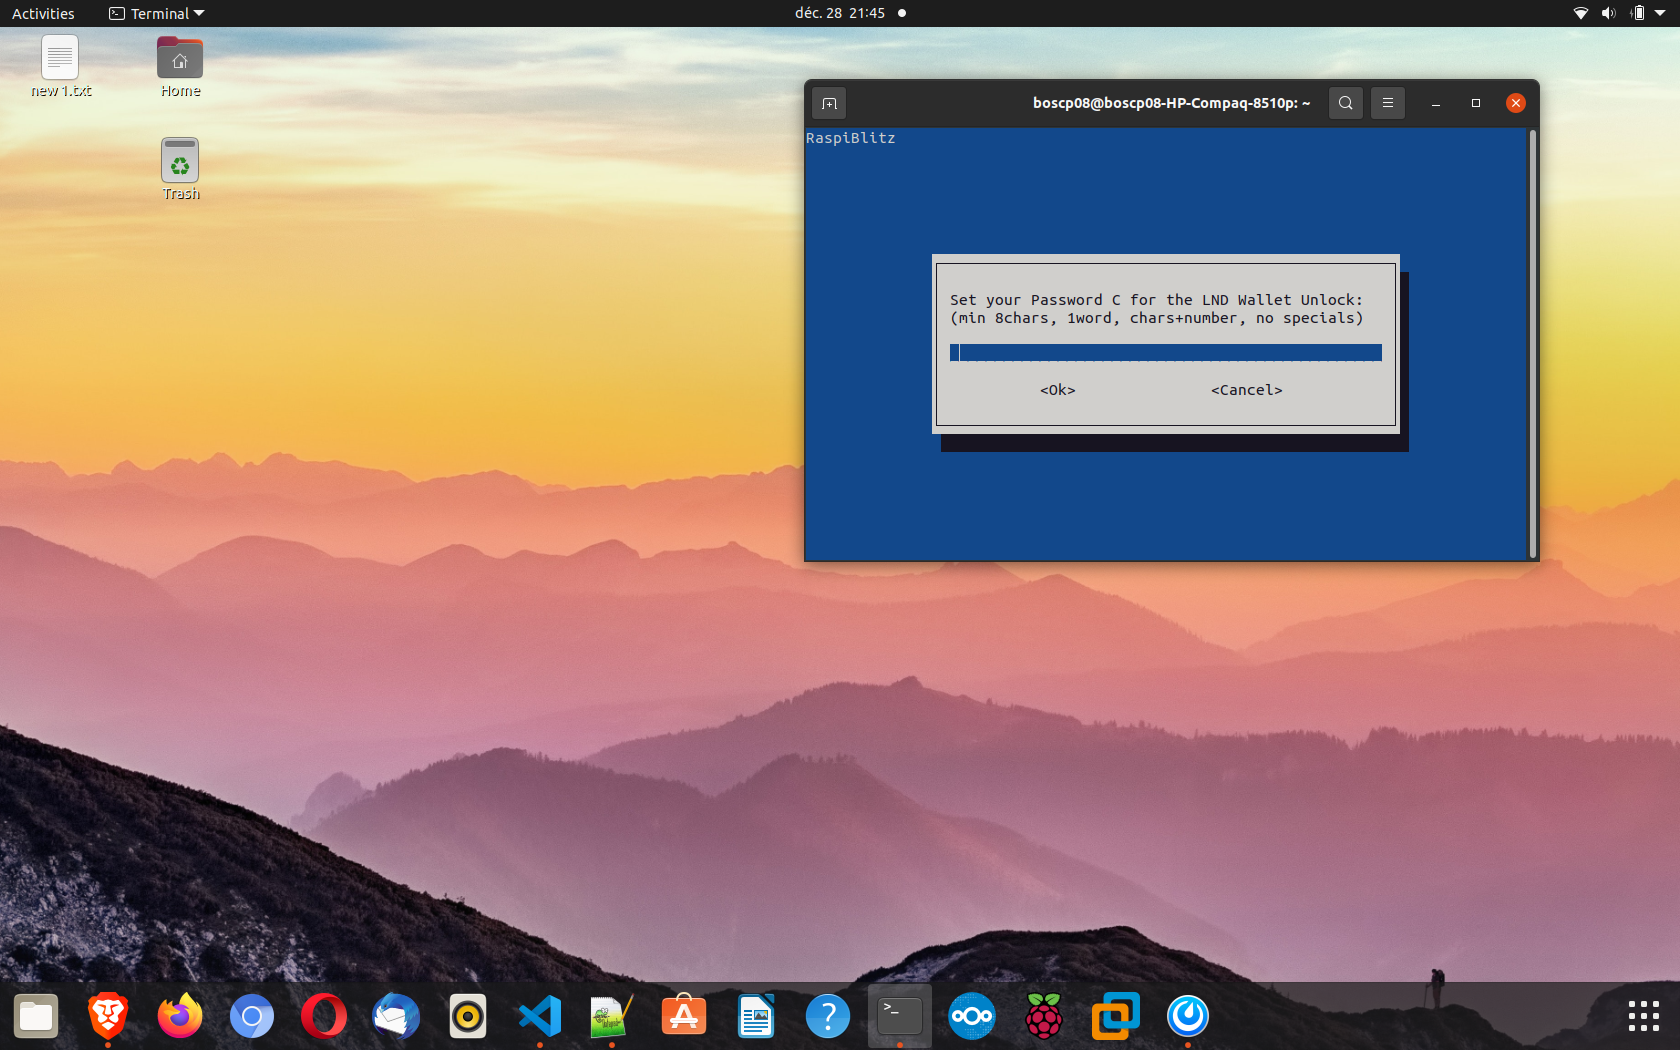 Activities
Terminal
déc. 28 21:45
new 1.txt
Home
Trash
boscp08@boscp08-HP-Compaq-8510p: ~
RaspiBlitz
Set your Password C for the LND Wallet Unlock:
(min 8chars, 1word, chars+number, no specials)
<Ok>
<Cancel>